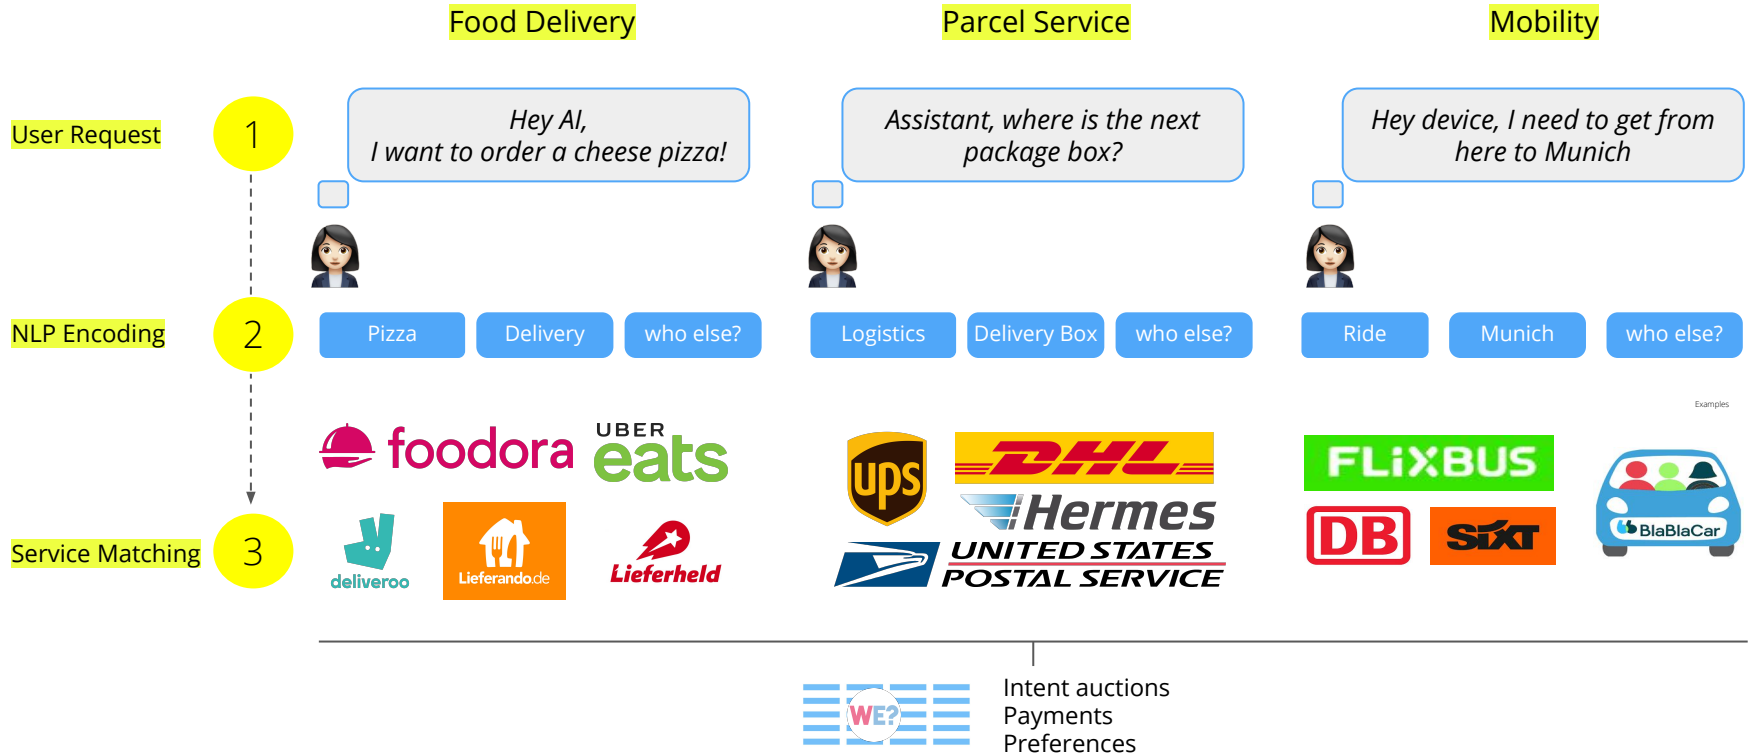 Food Delivery
Parcel Service
Mobility
User Request
1
Hey AI,
I want to order a cheese pizza!
Assistant, where is the next
package box?
Hey device, I need to get from
here to Munich
NLP Encoding
2
Pizza
Delivery
who else?
Logistics
Delivery Box
who else?
Ride
Munich
who else?
Examples
Service Matching
3
foodora
UBER
eats
deliveroo
Lieferando.de
Lieferheld
ups
DHL
Hermes
UNITED STATES
POSTAL SERVICE
FLiXBUS
DB
SiXT
BlaBlaCar
WE?
Intent auctions
Payments
Preferences